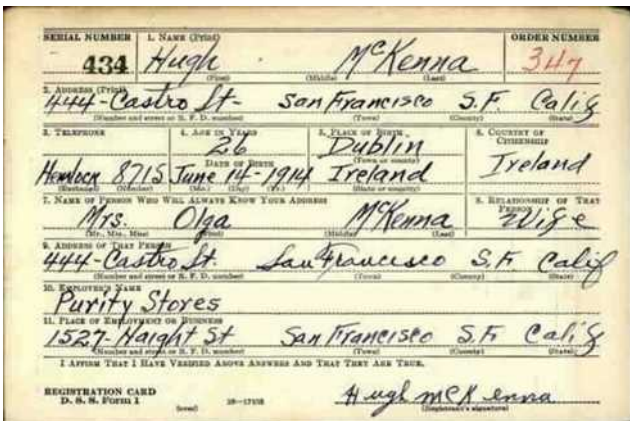 SERIAL NUMBER 1. NAME (Print) ORDER NUMBER
434 Hugh McKenna 347
(First) (Middle) (Last)
2. ADDRESS (Print)
444-Castro St- San Francisco S.F. Calif
(Number and street or R. F. D. number) (Town) (County) (State)
3. TELEPHONE 4. AGE IN YEARS 5. PLACE OF BIRTH 6. COUNTRY OF CITIZENSHIP
26 Dublin
DATE OF BIRTH (Town or county)
Hemlock 8715 June 14-1914 Ireland Ireland
(Exchange) (Number) (Mo.) (Day) (Yr.) (State or country)
7. NAME OF PERSON WHO WILL ALWAYS KNOW YOUR ADDRESS 8. RELATIONSHIP OF THAT PERSON
Mrs. Olga McKenna Wife
(Mr., Mrs., Miss) (First) (Middle) (Last)
9. ADDRESS OF THAT PERSON
444-Castro St. San Francisco S.F. Calif
(Number and street or R. F. D. number) (Town) (County) (State)
10. EMPLOYER'S NAME
Purity Stores
11. PLACE OF EMPLOYMENT OR BUSINESS
1527-Haight St San Francisco S.F. Calif
(Number and street or R. F. D. number) (Town) (County) (State)
I AFFIRM THAT I HAVE VERIFIED ABOVE ANSWERS AND THAT THEY ARE TRUE.
REGISTRATION CARD
D. S. S. Form 1 (over) Hugh McKenna
(Registrant's signature)